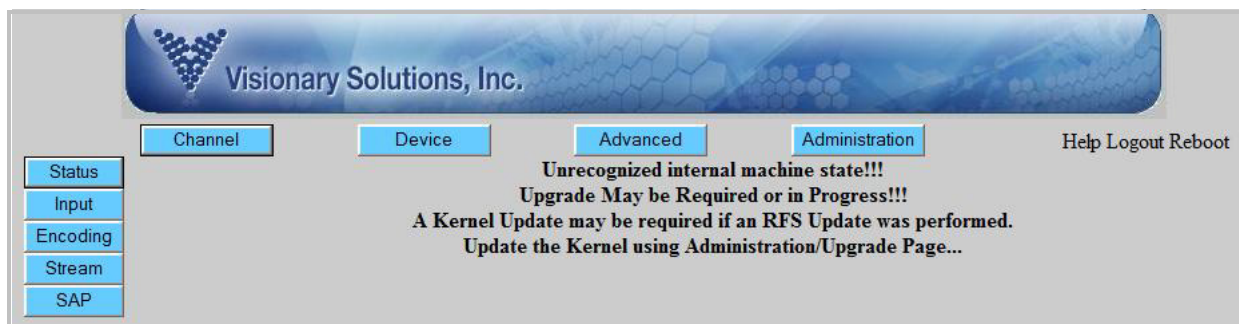 Visionary Solutions, Inc.
Channel Device Advanced Administration Help Logout Reboot
Status
Input
Encoding
Stream
SAP
Unrecognized internal machine state!!!
Upgrade May be Required or in Progress!!!
A Kernel Update may be required if an RFS Update was performed.
Update the Kernel using Administration/Upgrade Page...